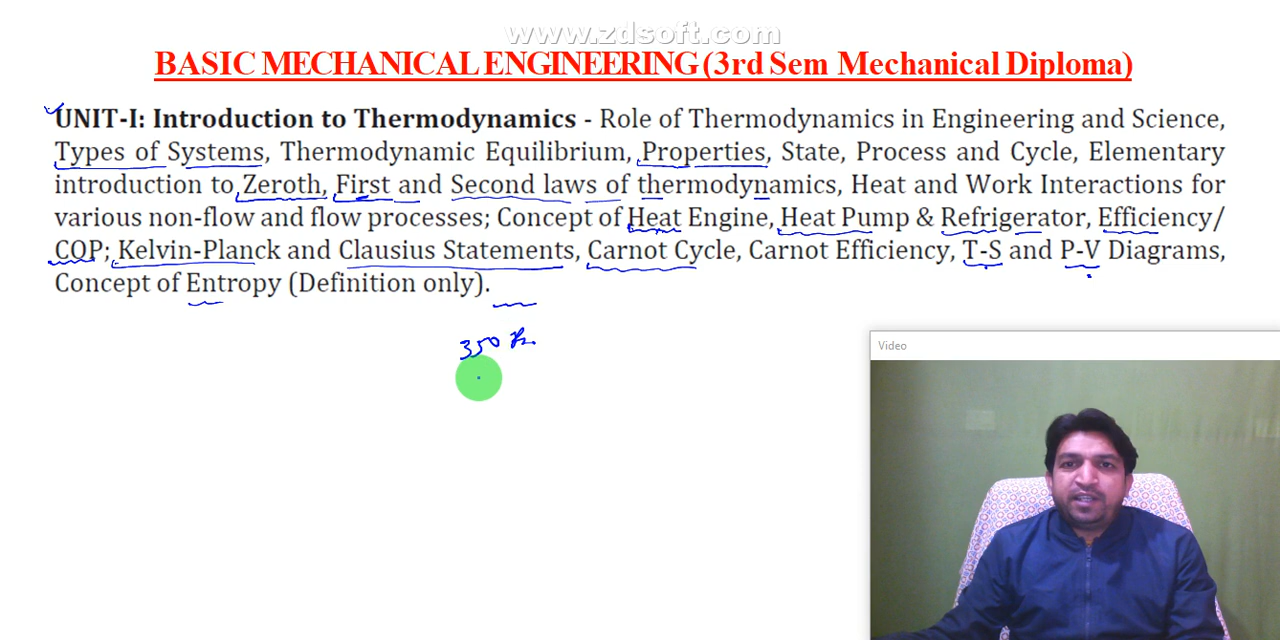 www.zdsoft.com
BASIC MECHANICAL ENGINEERING (3rd Sem Mechanical Diploma)
UNIT-I: Introduction to Thermodynamics - Role of Thermodynamics in Engineering and Science,
Types of Systems, Thermodynamic Equilibrium, Properties, State, Process and Cycle, Elementary
introduction to Zeroth, First and Second laws of thermodynamics, Heat and Work Interactions for
various non-flow and flow processes; Concept of Heat Engine, Heat Pump & Refrigerator, Efficiency/
COP; Kelvin-Planck and Clausius Statements, Carnot Cycle, Carnot Efficiency, T-S and P-V Diagrams,
Concept of Entropy (Definition only).
350
Video